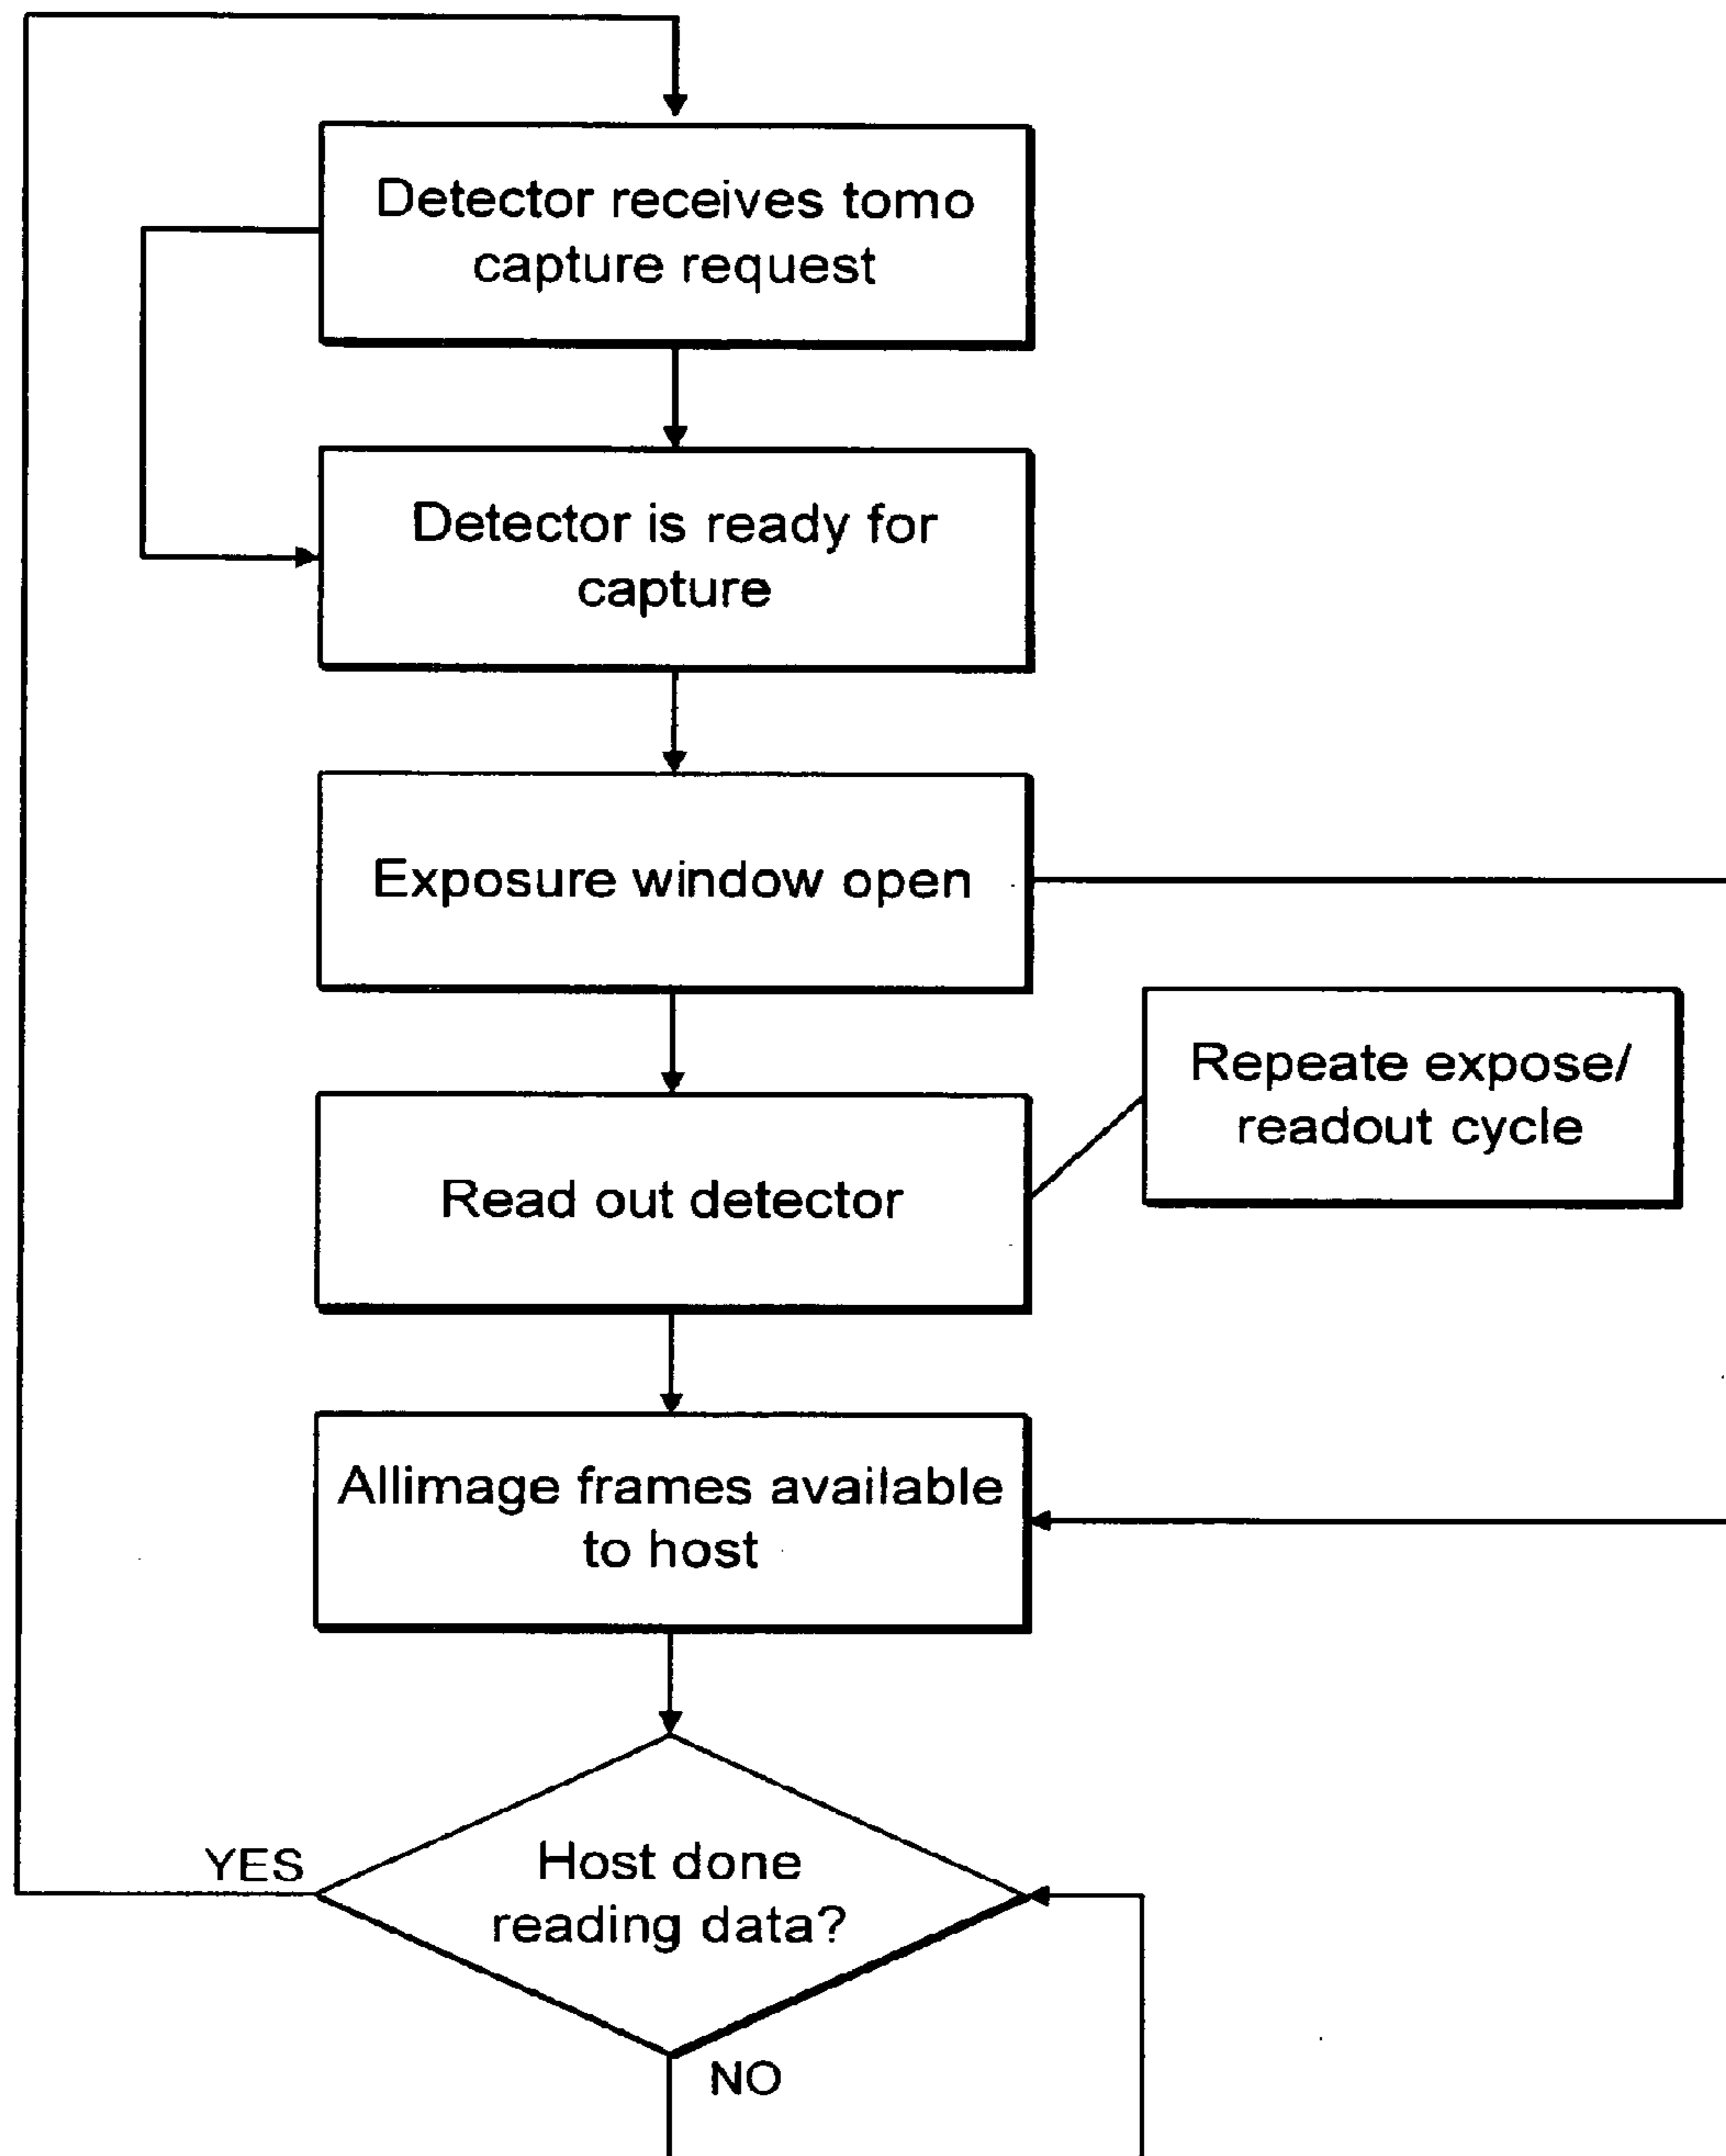 Detector receives tomo
capture request
Detector is ready for
capture
Exposure window open
Repeate expose/
readout cycle
Read out detector
Allimage frames available
to host
YES
Host done
reading data?
NO